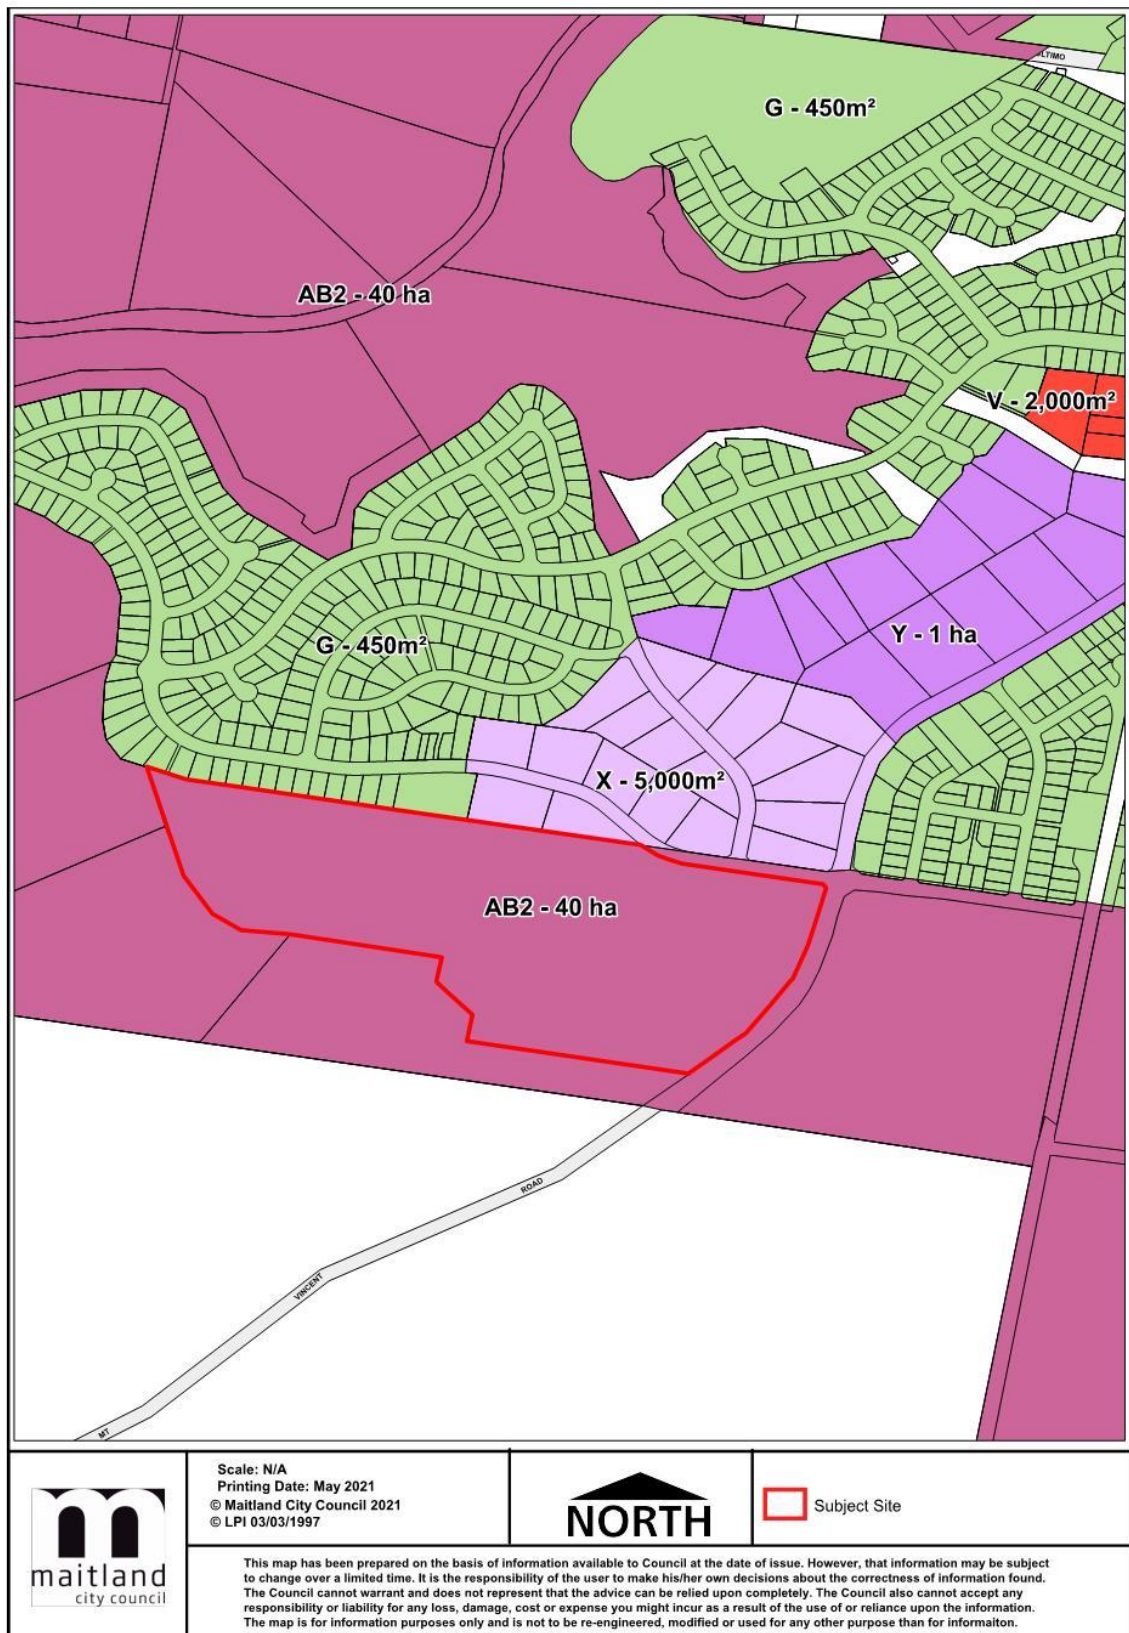 LTIMO
G - 450m²
AB2 - 40 ha
V - 2,000m²
Y - 1 ha
G - 450m²
X - 5,000m²
AB2 - 40 ha
ROAD
VINCENT
MT
maitland
city council
Scale: N/A
Printing Date: May 2021
© Maitland City Council 2021
© LPI 03/03/1997
NORTH
Subject Site
This map has been prepared on the basis of information available to Council at the date of issue. However, that information may be subject
to change over a limited time. It is the responsibility of the user to make his/her own decisions about the correctness of information found.
The Council cannot warrant and does not represent that the advice can be relied upon completely. The Council also cannot accept any
responsibility or liability for any loss, damage, cost or expense you might incur as a result of the use of or reliance upon the information.
The map is for information purposes only and is not to be re-engineered, modified or used for any other purpose than for informaiton.